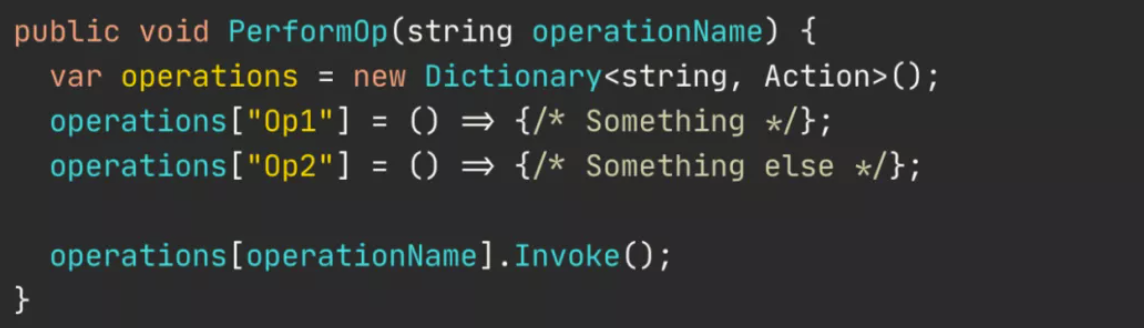 public void PerformOp(string operationName) {
  var operations = new Dictionary<string, Action>();
  operations["Op1"] = () => {/* Something */};
  operations["Op2"] = () => {/* Something else */};

  operations[operationName].Invoke();
}